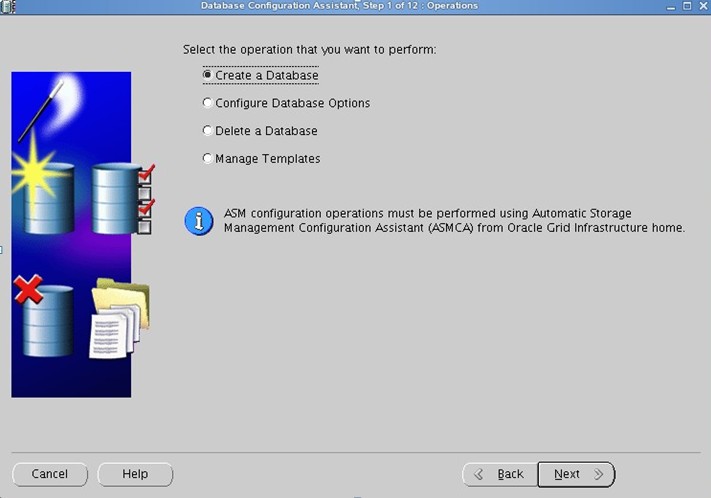 Database Configuration Assistant, Step 1 of 12 : Operations
Select the operation that you want to perform:
Create a Database
Configure Database Options
Delete a Database
Manage Templates
ASM configuration operations must be performed using Automatic Storage
Management Configuration Assistant (ASMCA) from Oracle Grid Infrastructure home.
Cancel
Help
Back
Next